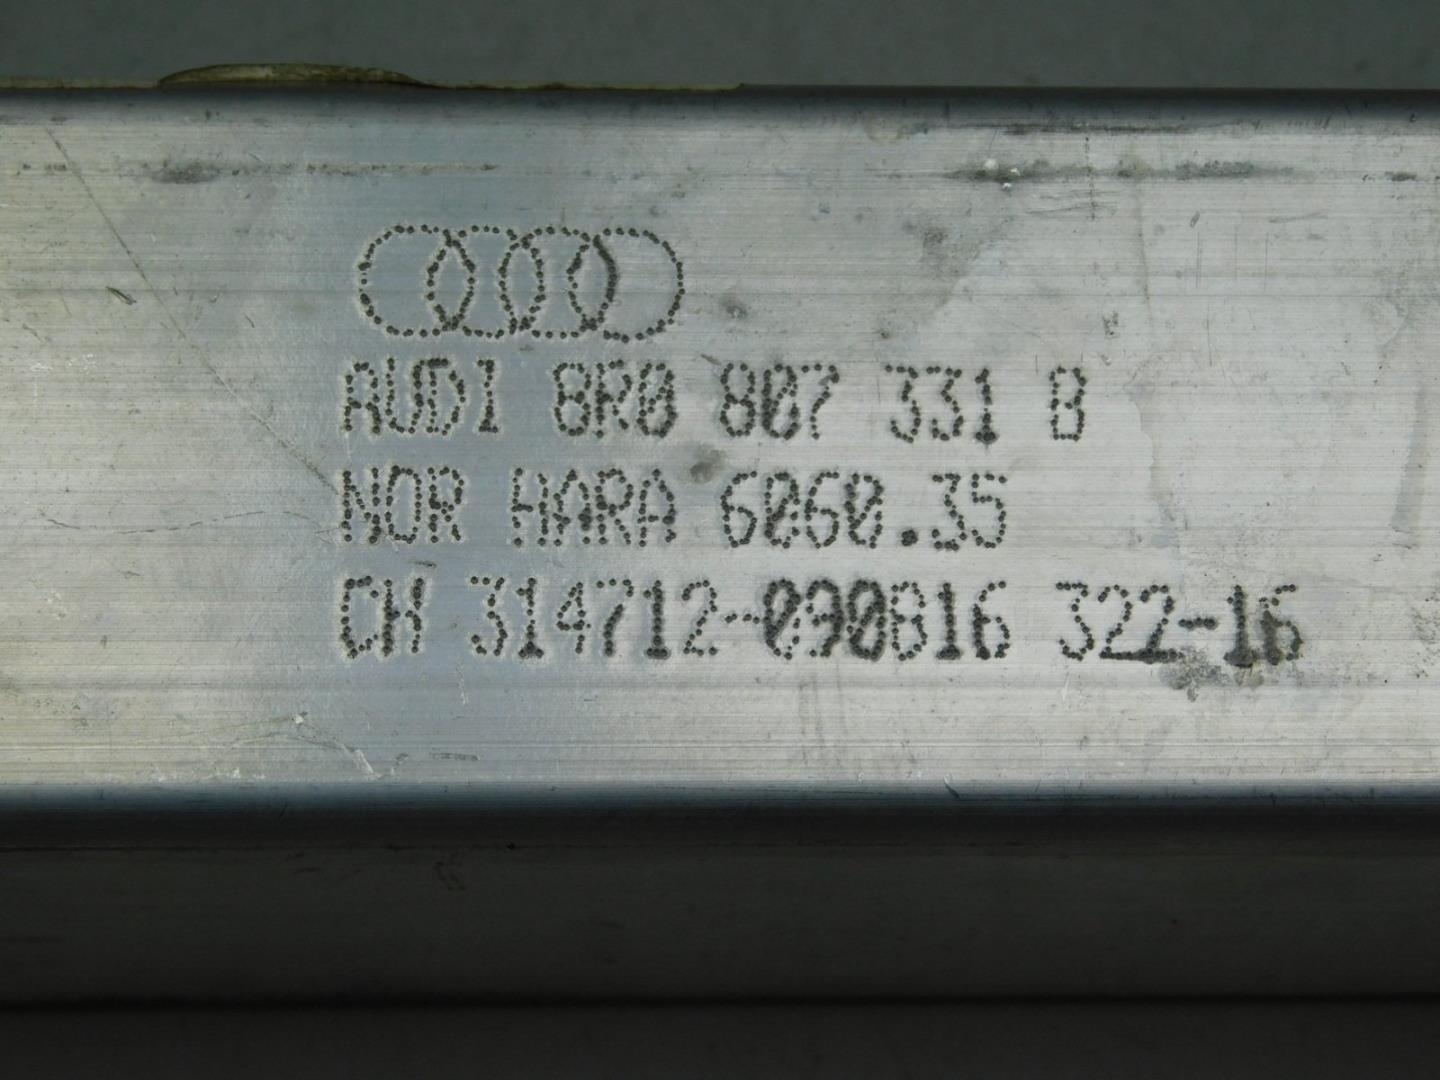 AUDI 8R0 807 331 B
NOR HARA 6060.35
CH 314712-090816 322-16